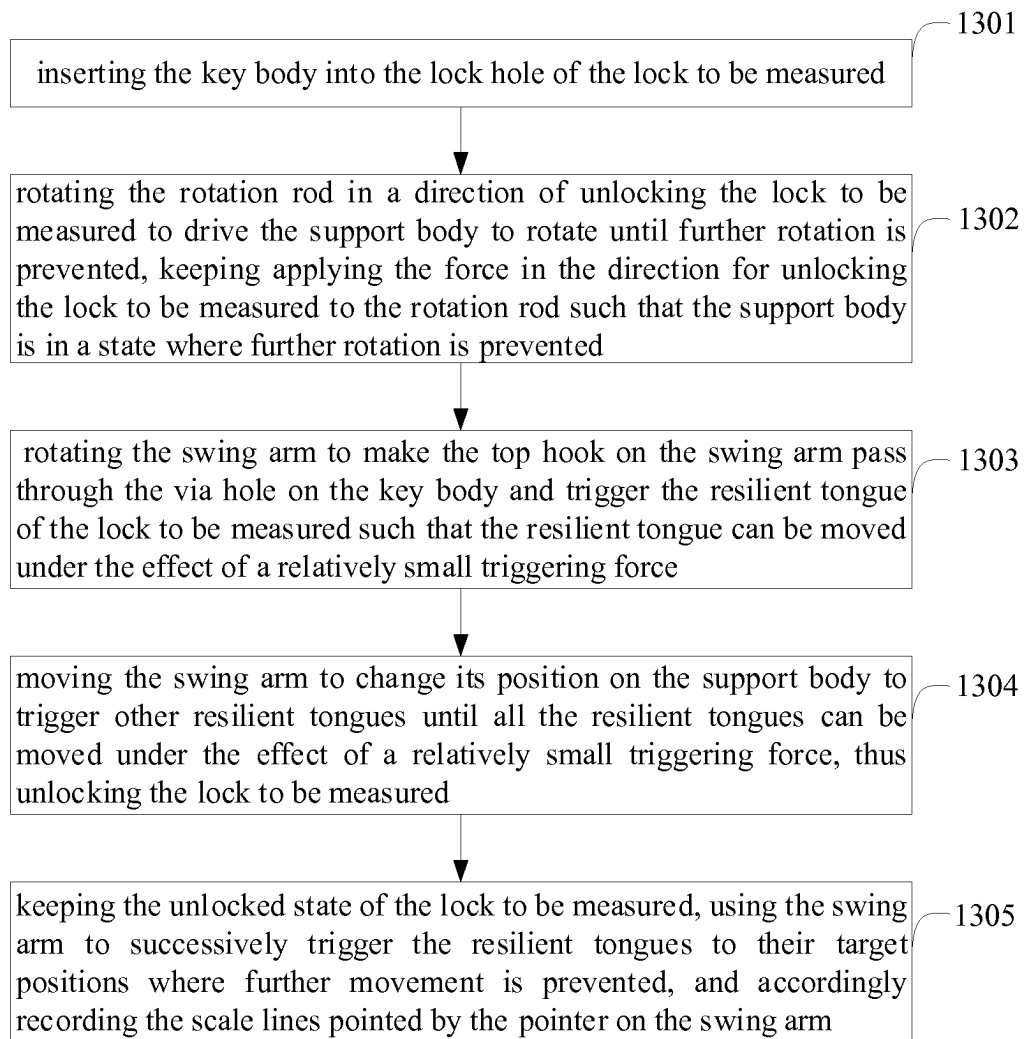 1301
inserting the key body into the lock hole of the lock to be measured
rotating the rotation rod in a direction of unlocking the lock to be
measured to drive the support body to rotate until further rotation is
prevented, keeping applying the force in the direction for unlocking
the lock to be measured to the rotation rod such that the support body
is in a state where further rotation is prevented
1302
rotating the swing arm to make the top hook on the swing arm pass
through the via hole on the key body and trigger the resilient tongue
of the lock to be measured such that the resilient tongue can be moved
under the effect of a relatively small triggering force
1303
moving the swing arm to change its position on the support body to
trigger other resilient tongues until all the resilient tongues can be
moved under the effect of a relatively small triggering force, thus
unlocking the lock to be measured
1304
keeping the unlocked state of the lock to be measured, using the swing
arm to successively trigger the resilient tongues to their target
positions where further movement is prevented, and accordingly
recording the scale lines pointed by the pointer on the swing arm
1305